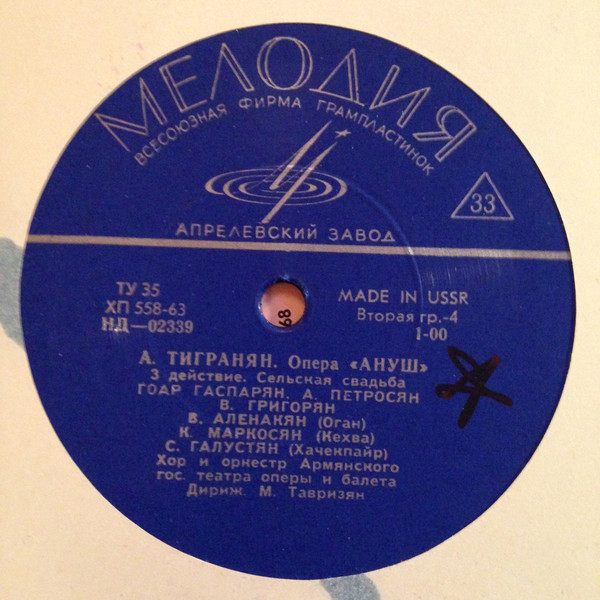 МЕЛОДИЯ
ВСЕСОЮЗНАЯ ФИРМА ГРАМПЛАСТИНОК
33
АПРЕЛЕВСКИЙ ЗАВОД
ТУ 35
ХП 558-63
НД—02339
MADE IN USSR
Вторая гр.-4
1-00
68
А. ТИГРАНЯН. Опера «АНУШ»
3 действие. Сельская свадьба
ГОАР ГАСПАРЯН, А. ПЕТРОСЯН
В. ГРИГОРЯН
В. АЛЕНАКЯН (Оган)
К. МАРКОСЯН (Кехва)
С. ГАЛУСТЯН (Хачекпайр)
Хор и оркестр Армянского
гос. театра оперы и балета
Дириж. М. Тавризян